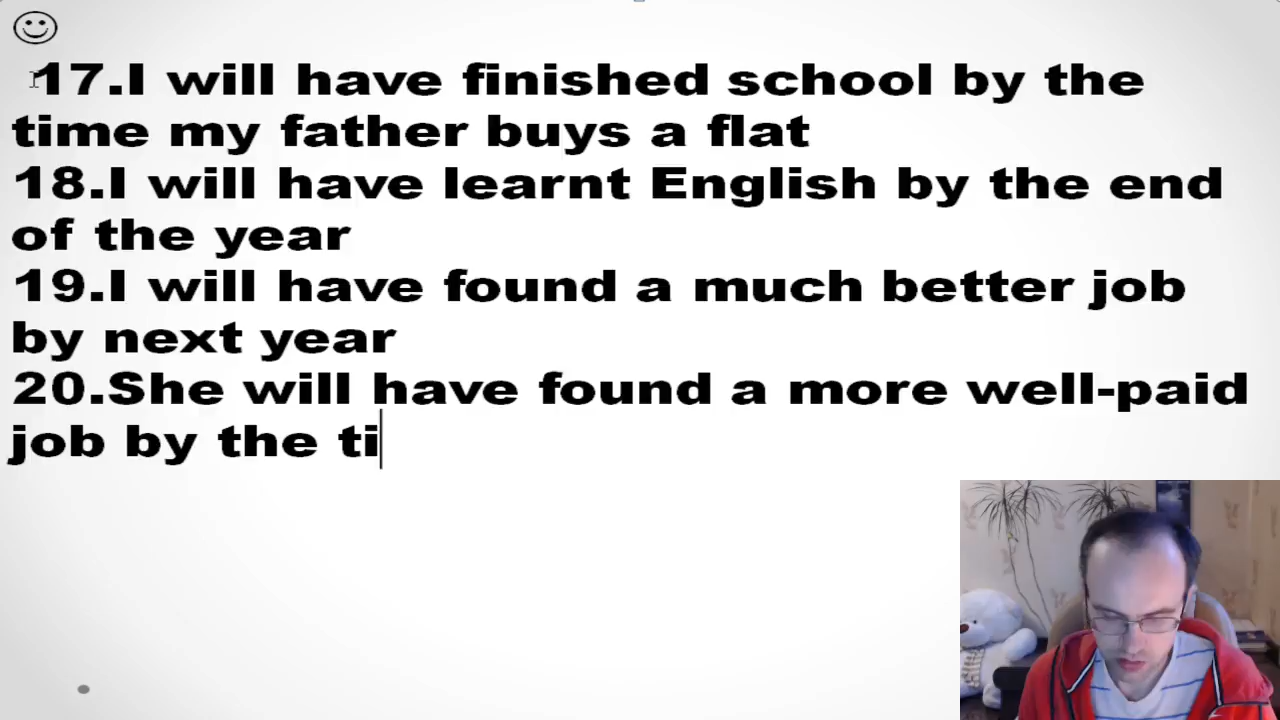 17.I will have finished school by the
time my father buys a flat
18.I will have learnt English by the end
of the year
19.I will have found a much better job
by next year
20.She will have found a more well-paid
job by the ti